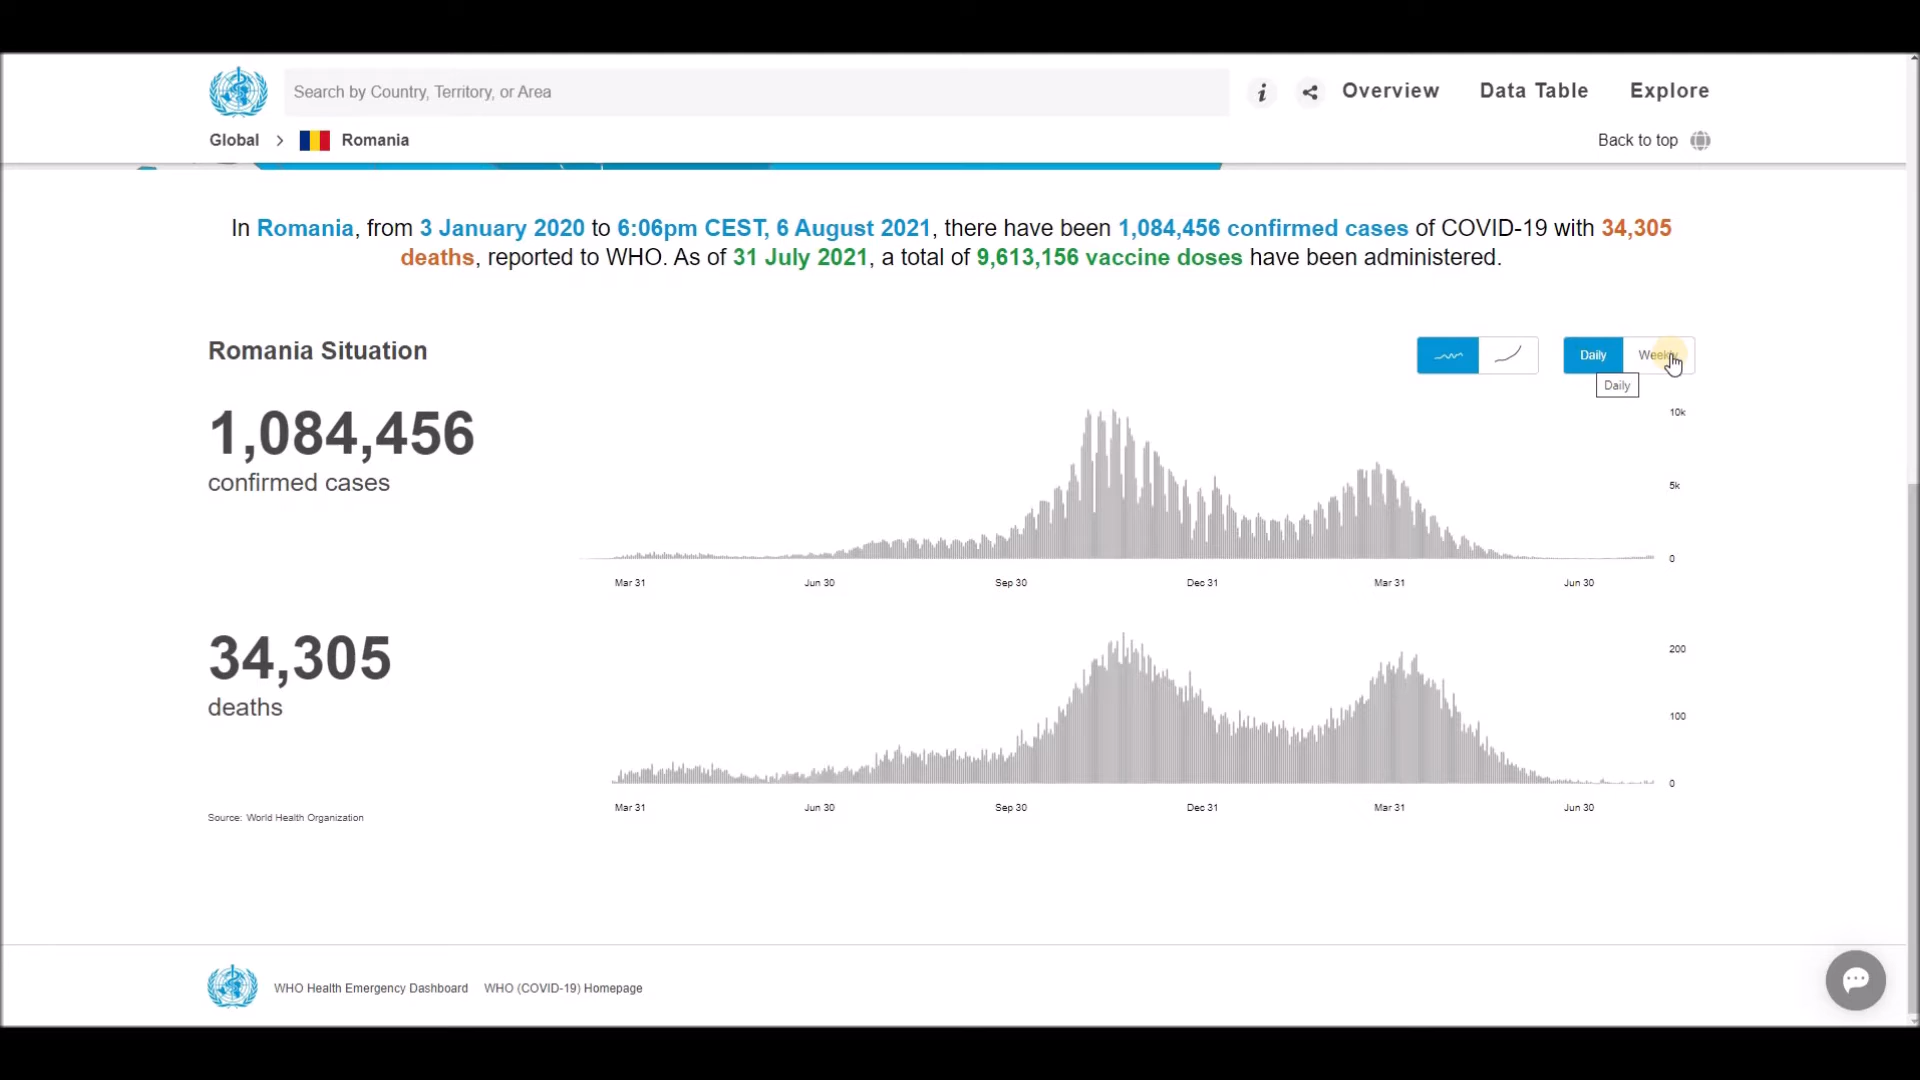 Search by Country, Territory, or Area
i
Overview
Data Table
Explore
Global > Romania
Back to top
In Romania, from 3 January 2020 to 6:06pm CEST, 6 August 2021, there have been 1,084,456 confirmed cases of COVID-19 with 34,305
deaths, reported to WHO. As of 31 July 2021, a total of 9,613,156 vaccine doses have been administered.
Romania Situation
Daily
Weekly
Daily
1,084,456
confirmed cases
10k
5k
0
Mar 31
Jun 30
Sep 30
Dec 31
Mar 31
Jun 30
34,305
deaths
200
100
0
Mar 31
Jun 30
Sep 30
Dec 31
Mar 31
Jun 30
Source: World Health Organization
WHO Health Emergency Dashboard
WHO (COVID-19) Homepage